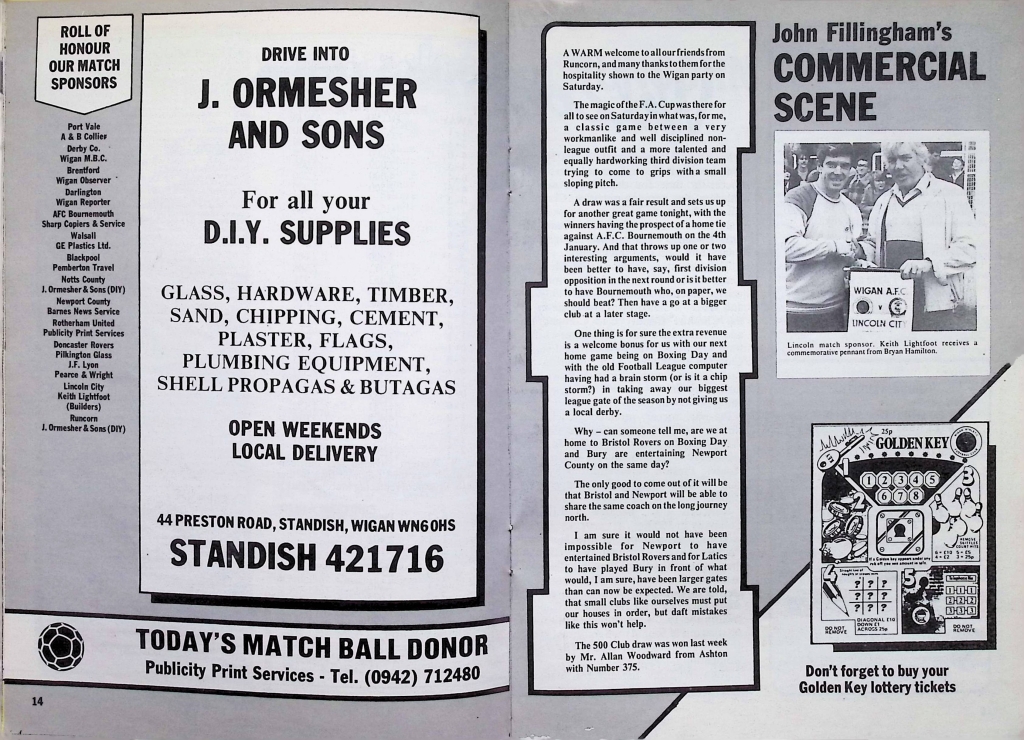 ROLL OF
HONOUR
OUR MATCH
SPONSORS
Port Vale
A & B Collier
Derby Co.
Wigan M.B.C.
Brentford
Wigan Observer
Darlington
Wigan Reporter
AFC Bournemouth
Sharp Copiers & Service
Walsall
GE Plastics Ltd.
Blackpool
Pemberton Travel
Notts County
J. Ormesher & Sons (DIY)
Newport County
Barnes News Service
Rotherham United
Publicity Print Services
Doncaster Rovers
Pilkington Glass
J.F. Lyon
Pearce & Wright
Lincoln City
Keith Lightfoot
(Builders)
Runcorn
J. Ormesher & Sons (DIY)
DRIVE INTO
J. ORMESHER
AND SONS
For all your
D.I.Y. SUPPLIES
GLASS, HARDWARE, TIMBER,
SAND, CHIPPING, CEMENT,
PLASTER, FLAGS,
PLUMBING EQUIPMENT,
SHELL PROPAGAS & BUTAGAS
OPEN WEEKENDS
LOCAL DELIVERY
44 PRESTON ROAD, STANDISH, WIGAN WN6 0HS
STANDISH 421716
TODAY'S MATCH BALL DONOR
Publicity Print Services - Tel. (0942) 712480
14
A WARM welcome to all our friends from
Runcorn, and many thanks to them for the
hospitality shown to the Wigan party on
Saturday.
The magic of the F.A. Cup was there for
all to see on Saturday in what was, for me,
a classic game between a very
workmanlike and well disciplined non-
league outfit and a more talented and
equally hardworking third division team
trying to come to grips with a small
sloping pitch.
A draw was a fair result and sets us up
for another great game tonight, with the
winners having the prospect of a home tie
against A.F.C. Bournemouth on the 4th
January. And that throws up one or two
interesting arguments, would it have
been better to have, say, first division
opposition in the next round or is it better
to have Bournemouth who, on paper, we
should beat? Then have a go at a bigger
club at a later stage.
One thing is for sure the extra revenue
is a welcome bonus for us with our next
home game being on Boxing Day and
with the old Football League computer
having had a brain storm (or is it a chip
storm?) in taking away our biggest
league gate of the season by not giving us
a local derby.
Why – can someone tell me, are we at
home to Bristol Rovers on Boxing Day
and Bury are entertaining Newport
County on the same day?
The only good to come out of it will be
that Bristol and Newport will be able to
share the same coach on the long journey
north.
I am sure it would not have been
impossible for Newport to have
entertained Bristol Rovers and for Latics
to have played Bury in front of what
would, I am sure, have been larger gates
than can now be expected. We are told,
that small clubs like ourselves must put
our houses in order, but daft mistakes
like this won't help.
The 500 Club draw was won last week
by Mr. Allan Woodward from Ashton
with Number 375.
John Fillingham's
COMMERCIAL
SCENE
WIGAN A.F.C
V
LINCOLN CITY
Lincoln match sponsor, Keith Lightfoot receives a
commemorative pennant from Bryan Hamilton.
25p
GOLDEN KEY
1 2 3 4 5
6 7 8
1
3
REMOVE
SKITTLES
COUNT HITS
6 = £10 5 = £5
4 = £2 3 = 25p
4
5
? ? ?
? ? ?
? ? ?
DIAGONAL £10
DOWN £1
ACROSS 25p
DO NOT
REMOVE
DO NOT
REMOVE
Don't forget to buy your
Golden Key lottery tickets